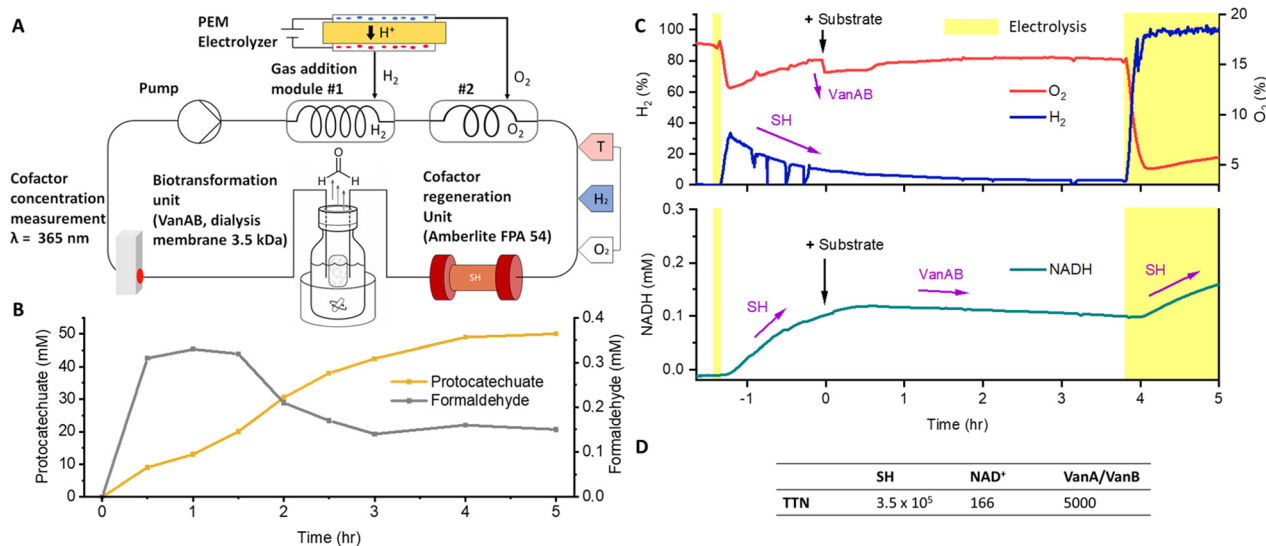 A
PEM
Electrolyzer
H⁺
H₂
O₂
Gas addition
module #1
#2
Pump
H₂
O₂
T
H₂
O₂
O
H H
Cofactor
concentration
measurement
λ = 365 nm
Biotransformation
unit
(VanAB, dialysis
membrane 3.5 kDa)
Cofactor
regeneration
Unit
(Amberlite FPA 54)
SH
B
Protocatechuate (mM)
50
40
30
20
10
0
Protocatechuate
Formaldehyde
0.4
0.3
0.2
0.1
0.0
Formaldehyde (mM)
0 1 2 3 4 5
Time (hr)
C
+ Substrate
Electrolysis
H₂ (%)
100
80
60
40
20
0
VanAB
SH
O₂
H₂
20
15
10
5
O₂ (%)
NADH (mM)
0.3
0.2
0.1
0.0
+ Substrate
SH
VanAB
NADH
SH
-1 0 1 2 3 4 5
Time (hr)
D
SH NAD⁺ VanA/VanB
TTN 3.5 x 10⁵ 166 5000